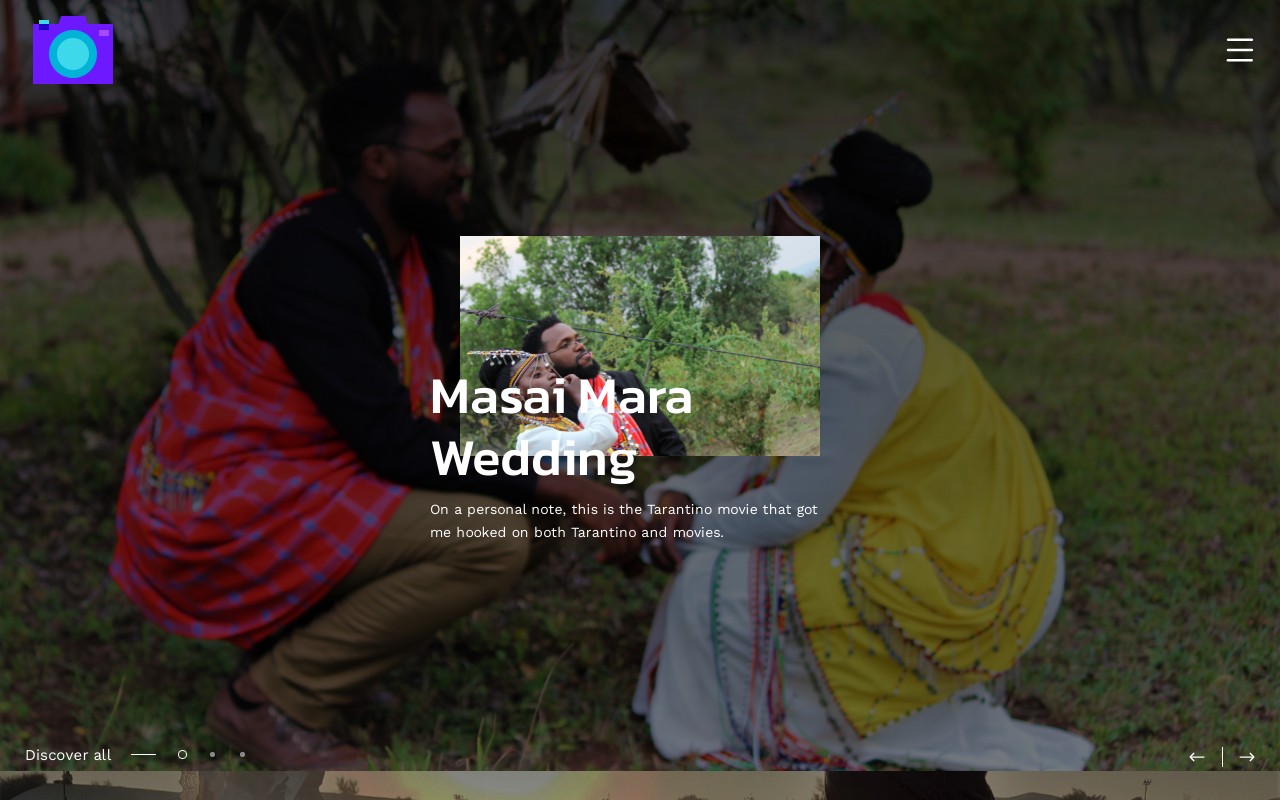 Masai Mara
Wedding
On a personal note, this is the Tarantino movie that got
me hooked on both Tarantino and movies.
Discover all